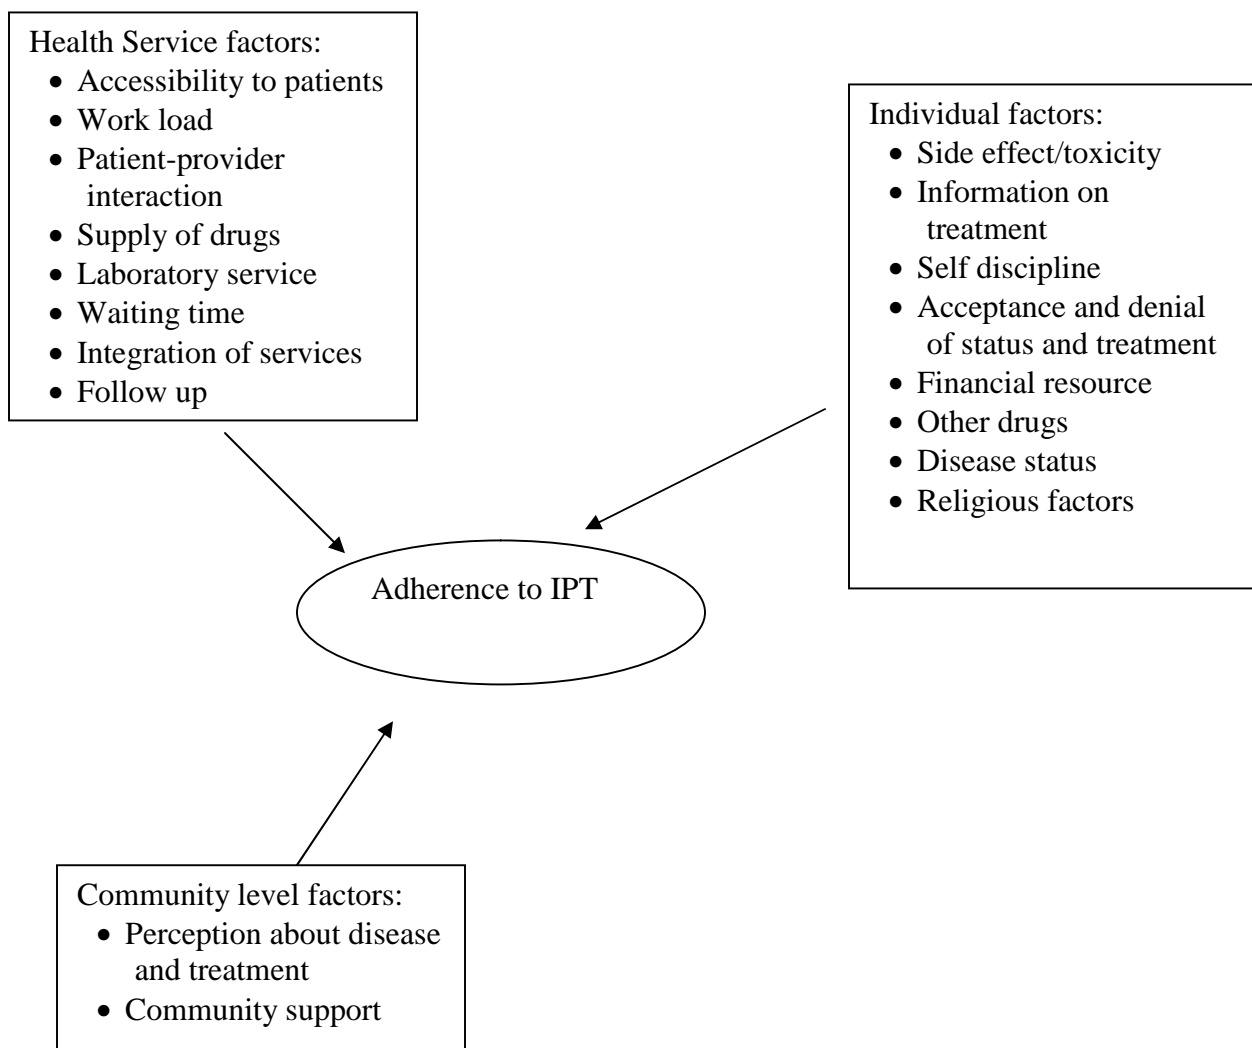 Health Service factors:
• Accessibility to patients
• Work load
• Patient-provider
interaction
• Supply of drugs
• Laboratory service
• Waiting time
• Integration of services
• Follow up
Individual factors:
• Side effect/toxicity
• Information on
treatment
• Self discipline
• Acceptance and denial
of status and treatment
• Financial resource
• Other drugs
• Disease status
• Religious factors
Adherence to IPT
Community level factors:
• Perception about disease
and treatment
• Community support